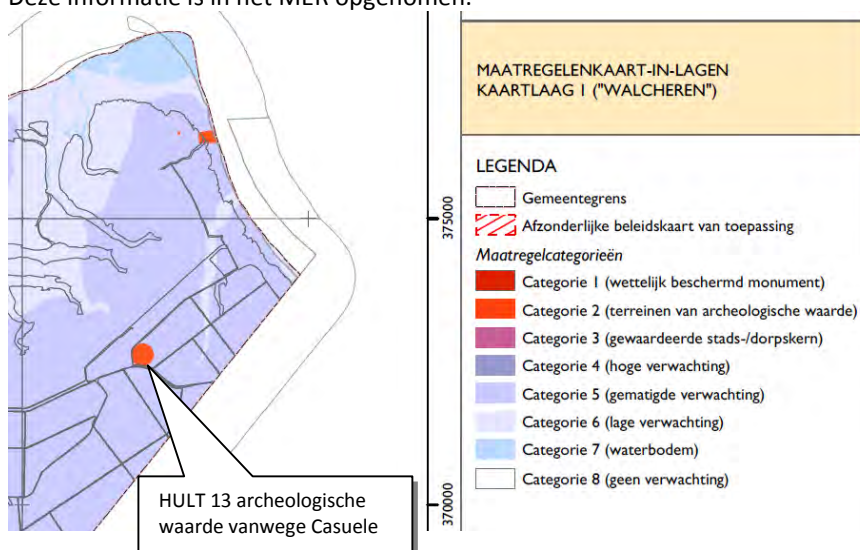 Deze informatie is in het MER opgenomen.
MAATREGELENKAART-IN-LAGEN
KAARTLAAG I ("WALCHEREN")
LEGENDA
Gemeentegrens
Afzonderlijke beleidskaart van toepassing
Maatregelcategorieën
Categorie 1 (wettelijk beschermd monument)
Categorie 2 (terreinen van archeologische waarde)
Categorie 3 (gewaardeerde stads-/dorpskern)
Categorie 4 (hoge verwachting)
Categorie 5 (gematigde verwachting)
Categorie 6 (lage verwachting)
Categorie 7 (waterbodem)
Categorie 8 (geen verwachting)
375000
370000
HULT 13 archeologische
waarde vanwege Casuele